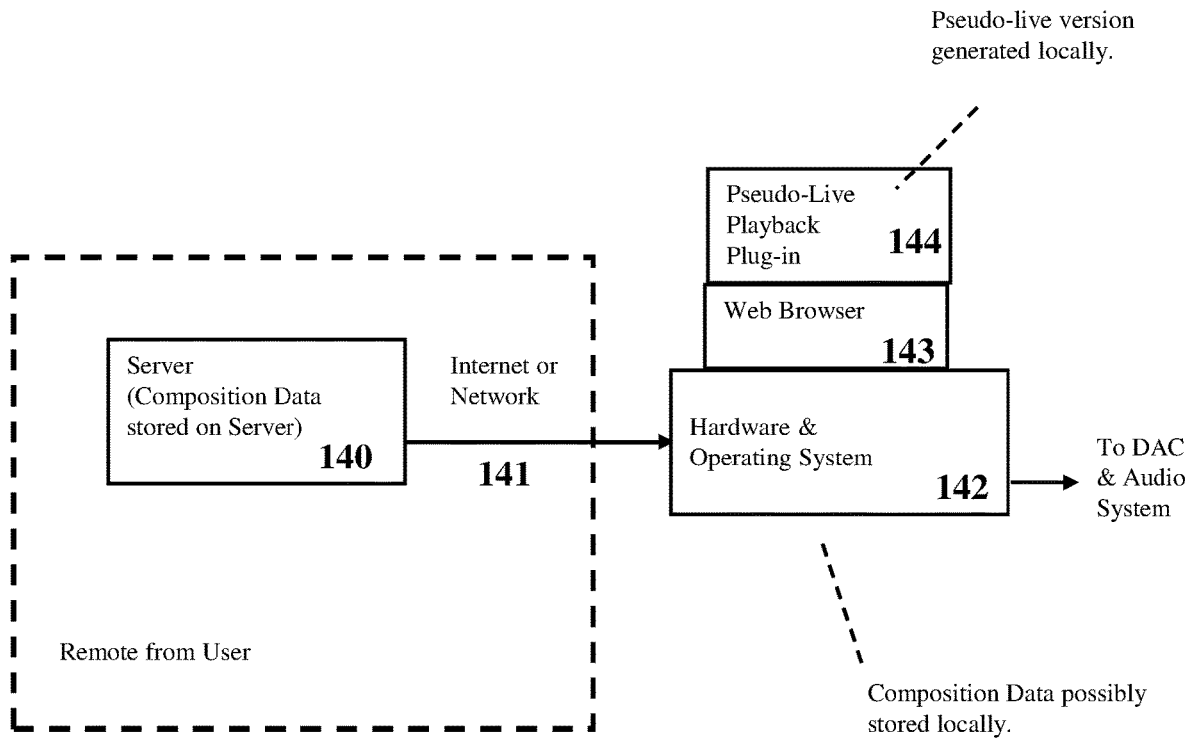 Pseudo-live version
generated locally.
Pseudo-Live
Playback
Plug-in
144
Web Browser
143
Server
(Composition Data
stored on Server)
140
Internet or
Network
141
Hardware &
Operating System
142
To DAC
& Audio
System
Remote from User
Composition Data possibly
stored locally.